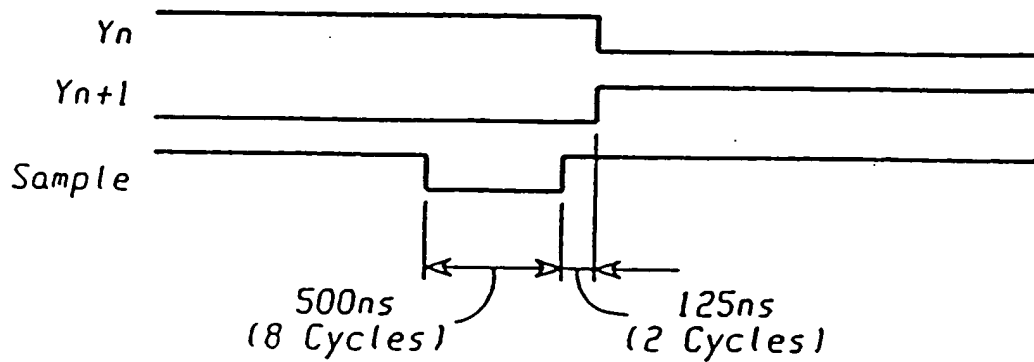 Yn
Yn+1
Sample
500ns
(8 Cycles)
125ns
(2 Cycles)